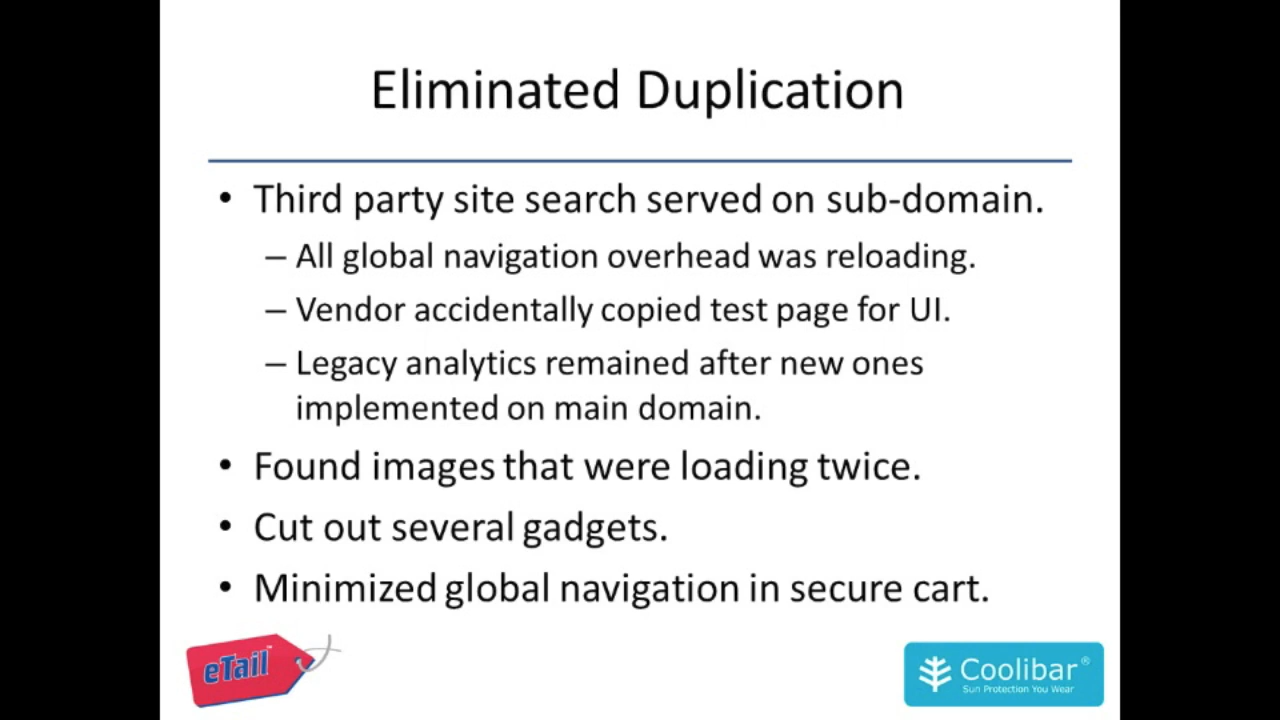 Eliminated Duplication
• Third party site search served on sub-domain.
– All global navigation overhead was reloading.
– Vendor accidentally copied test page for UI.
– Legacy analytics remained after new ones
implemented on main domain.
• Found images that were loading twice.
• Cut out several gadgets.
• Minimized global navigation in secure cart.
eTail™
Coolibar®
Sun Protection You Wear